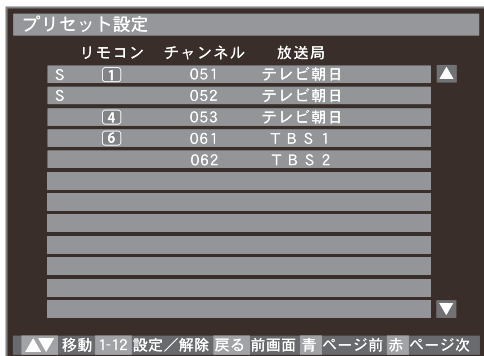 プリセット設定
リモコン チャンネル 放送局
S 1 051 テレビ朝日
S 052 テレビ朝日
4 053 テレビ朝日
6 061 TBS1
062 TBS2
▲▼ 移動 1-12 設定／解除 戻る 前画面 青 ページ前 赤 ページ次